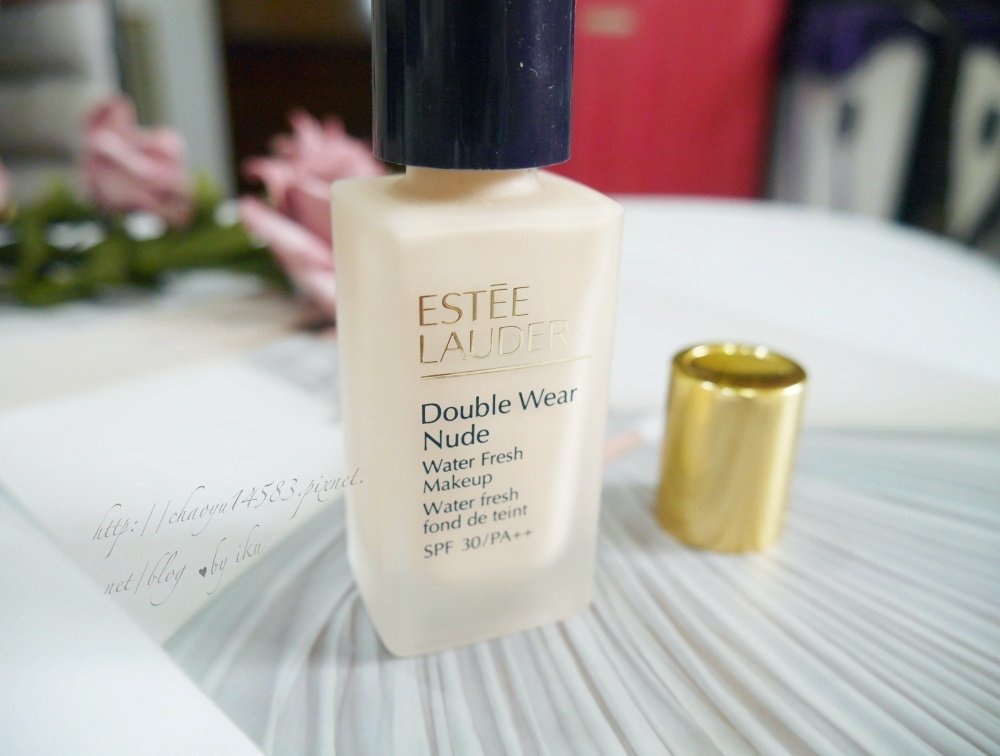 ESTĒE
LAUDER
Double Wear
Nude
Water Fresh
Makeup
Water fresh
fond de teint
SPF 30/PA++
http://chaoyu14583.pixnet.
net/blog ♥by iku